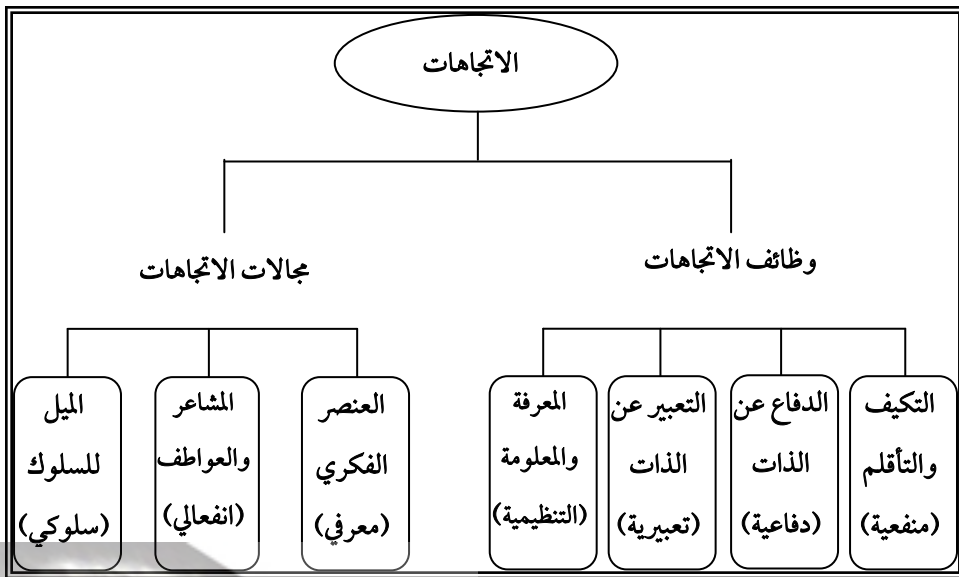 الاتجاهات
وظائف الاتجاهات
مجالات الاتجاهات
التكيف
والتأقلم
(منفعية)
الدفاع عن
الذات
(دفاعية)
التعبير عن
الذات
(تعبيرية)
المعرفة
والمعلومة
(التنظيمية)
العنصر
الفكري
(معرفي)
المشاعر
والعواطف
(انفعالي)
الميل
للسلوك
(سلوكي)